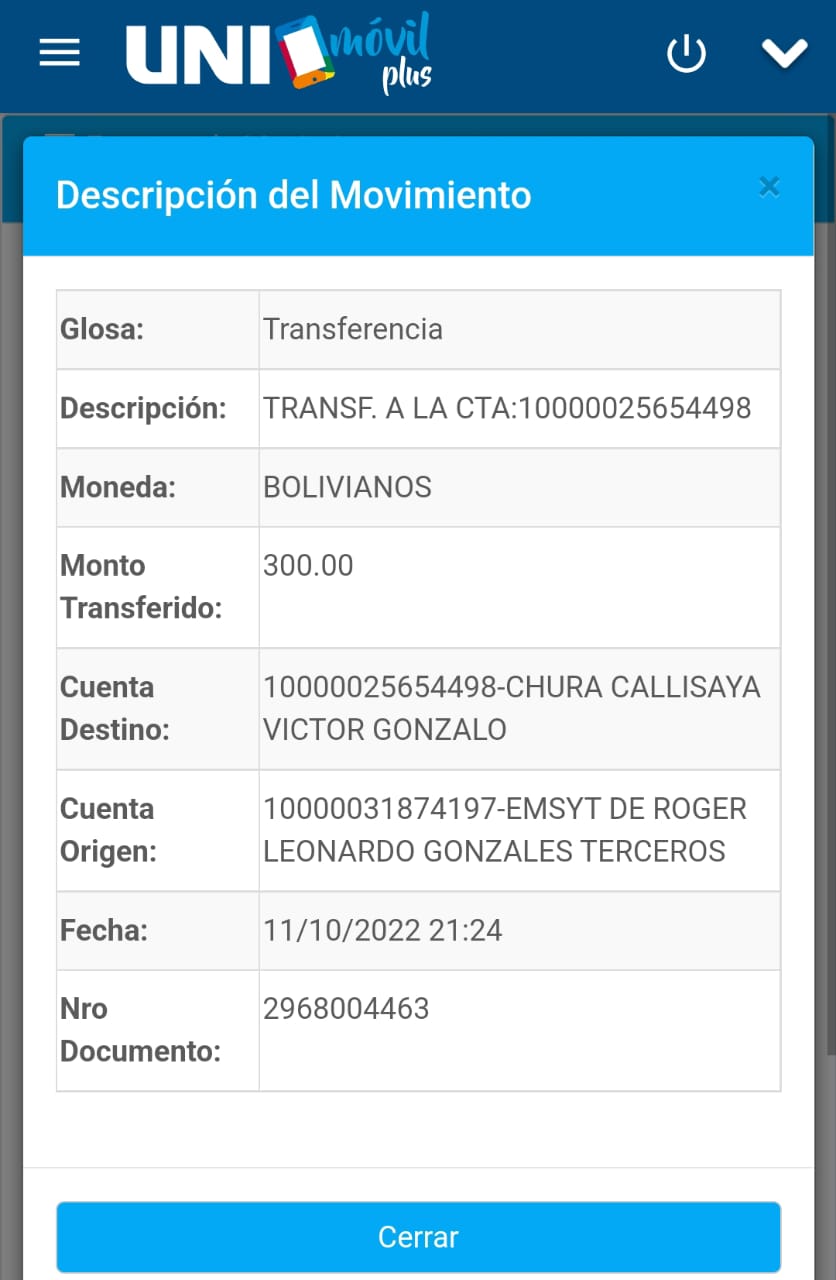 UNI móvil
plus
Descripción del Movimiento ×
Glosa: Transferencia
Descripción: TRANSF. A LA CTA:10000025654498
Moneda: BOLIVIANOS
Monto 300.00
Transferido:
Cuenta 10000025654498-CHURA CALLISAYA
Destino: VICTOR GONZALO
Cuenta 10000031874197-EMSYT DE ROGER
Origen: LEONARDO GONZALES TERCEROS
Fecha: 11/10/2022 21:24
Nro 2968004463
Documento:
Cerrar